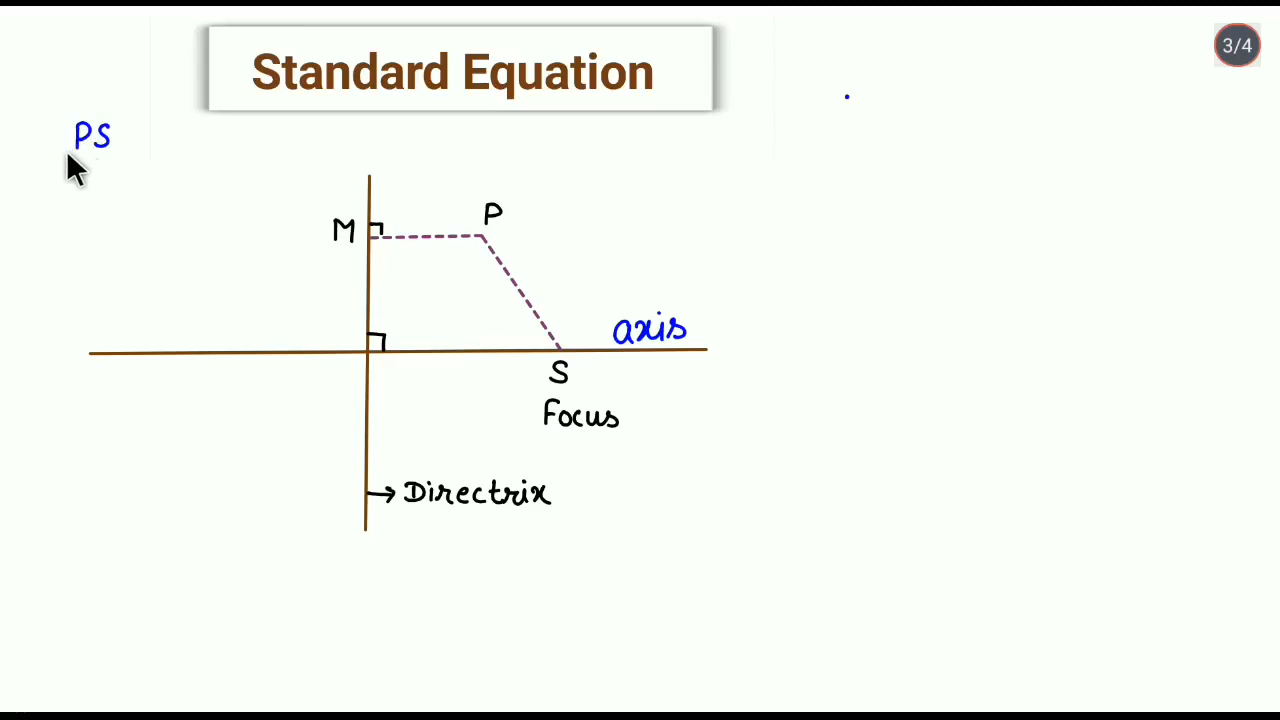 Standard Equation
3/4
PS
M
P
axis
S
Focus
Directrix